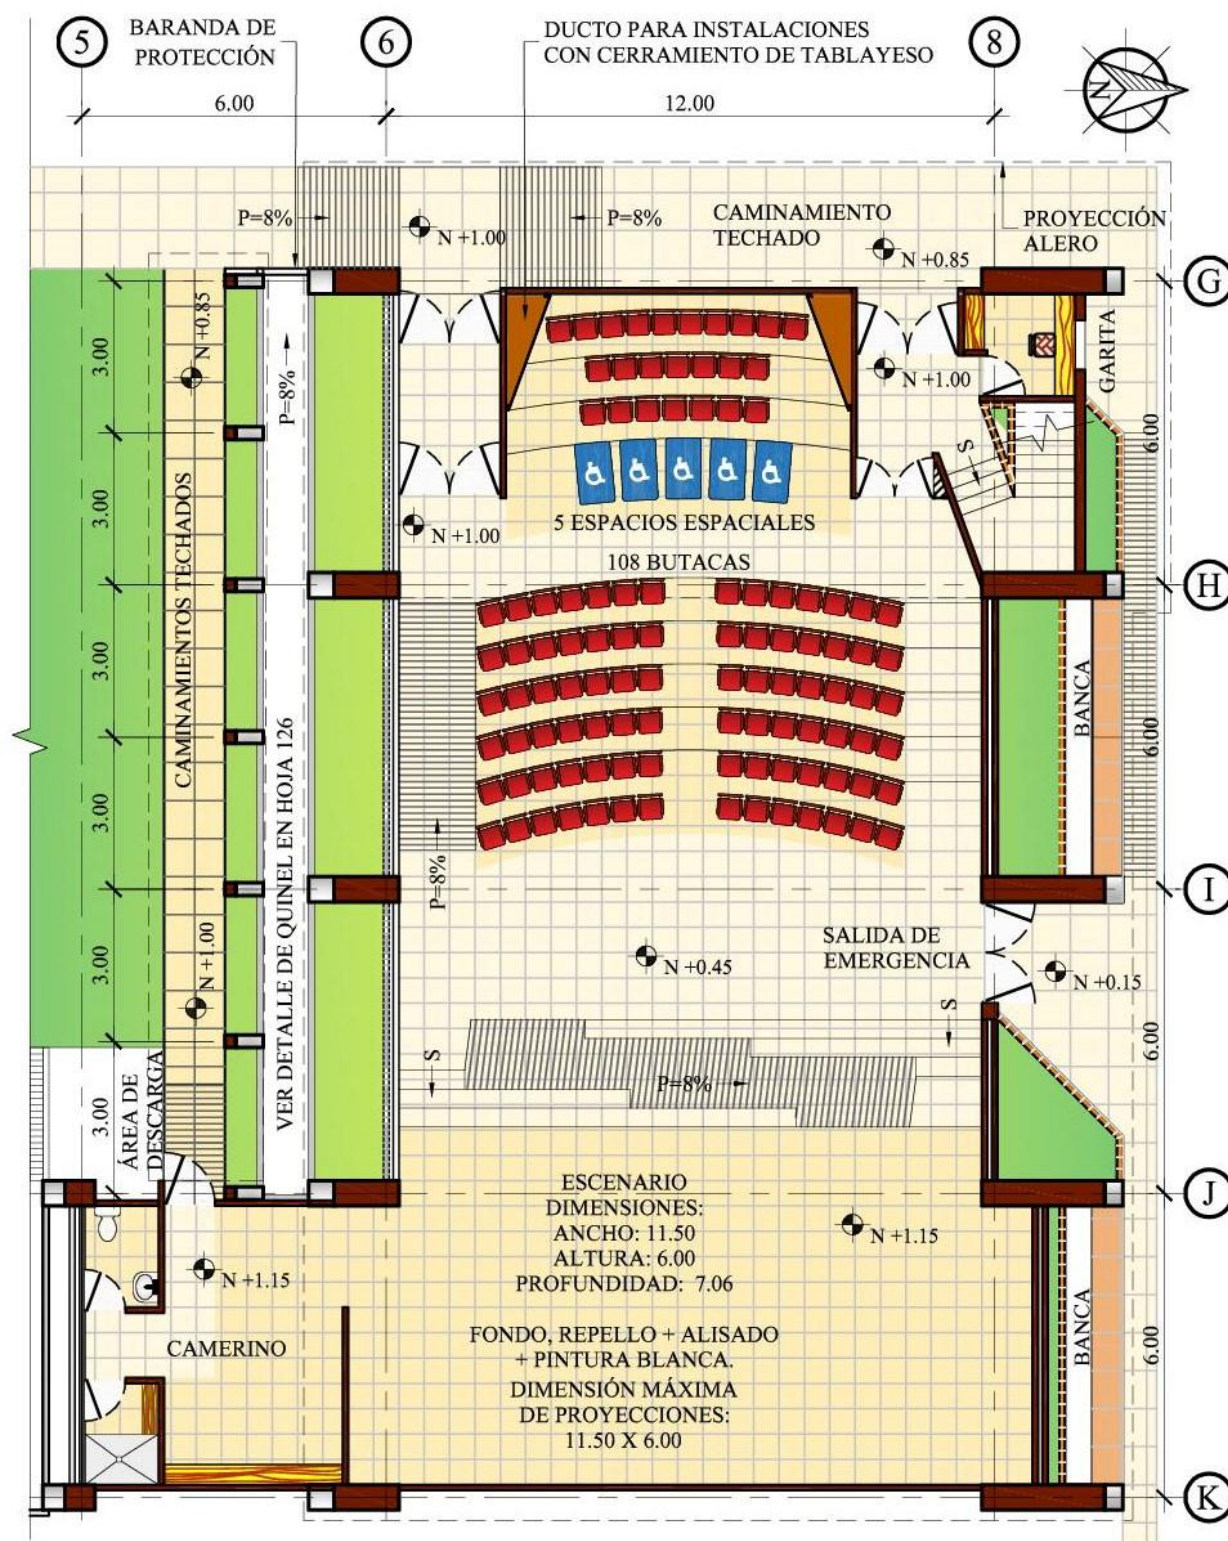 5
BARANDA DE
PROTECCIÓN
6
DUCTO PARA INSTALACIONES
CON CERRAMIENTO DE TABLAYESO
8
N
6.00
12.00
P=8%
N +1.00
P=8%
CAMINAMIENTO
TECHADO
N +0.85
PROYECCIÓN
ALERO
G
N +0.85
P=8%
3.00
N +1.00
GARITA
6.00
S
3.00
N +1.00
5 ESPACIOS ESPACIALES
108 BUTACAS
H
CAMINAMIENTOS TECHADOS
3.00
BANCA
6.00
VER DETALLE DE QUINEL EN HOJA 126
3.00
P=8%
I
N +1.00
3.00
SALIDA DE
EMERGENCIA
N +0.45
N +0.15
S
S
P=8%
6.00
ÁREA DE
DESCARGA
3.00
J
ESCENARIO
DIMENSIONES:
ANCHO: 11.50
ALTURA: 6.00
PROFUNDIDAD: 7.06
N +1.15
N +1.15
CAMERINO
FONDO, REPELLO + ALISADO
+ PINTURA BLANCA.
DIMENSIÓN MÁXIMA
DE PROYECCIONES:
11.50 X 6.00
BANCA
6.00
K